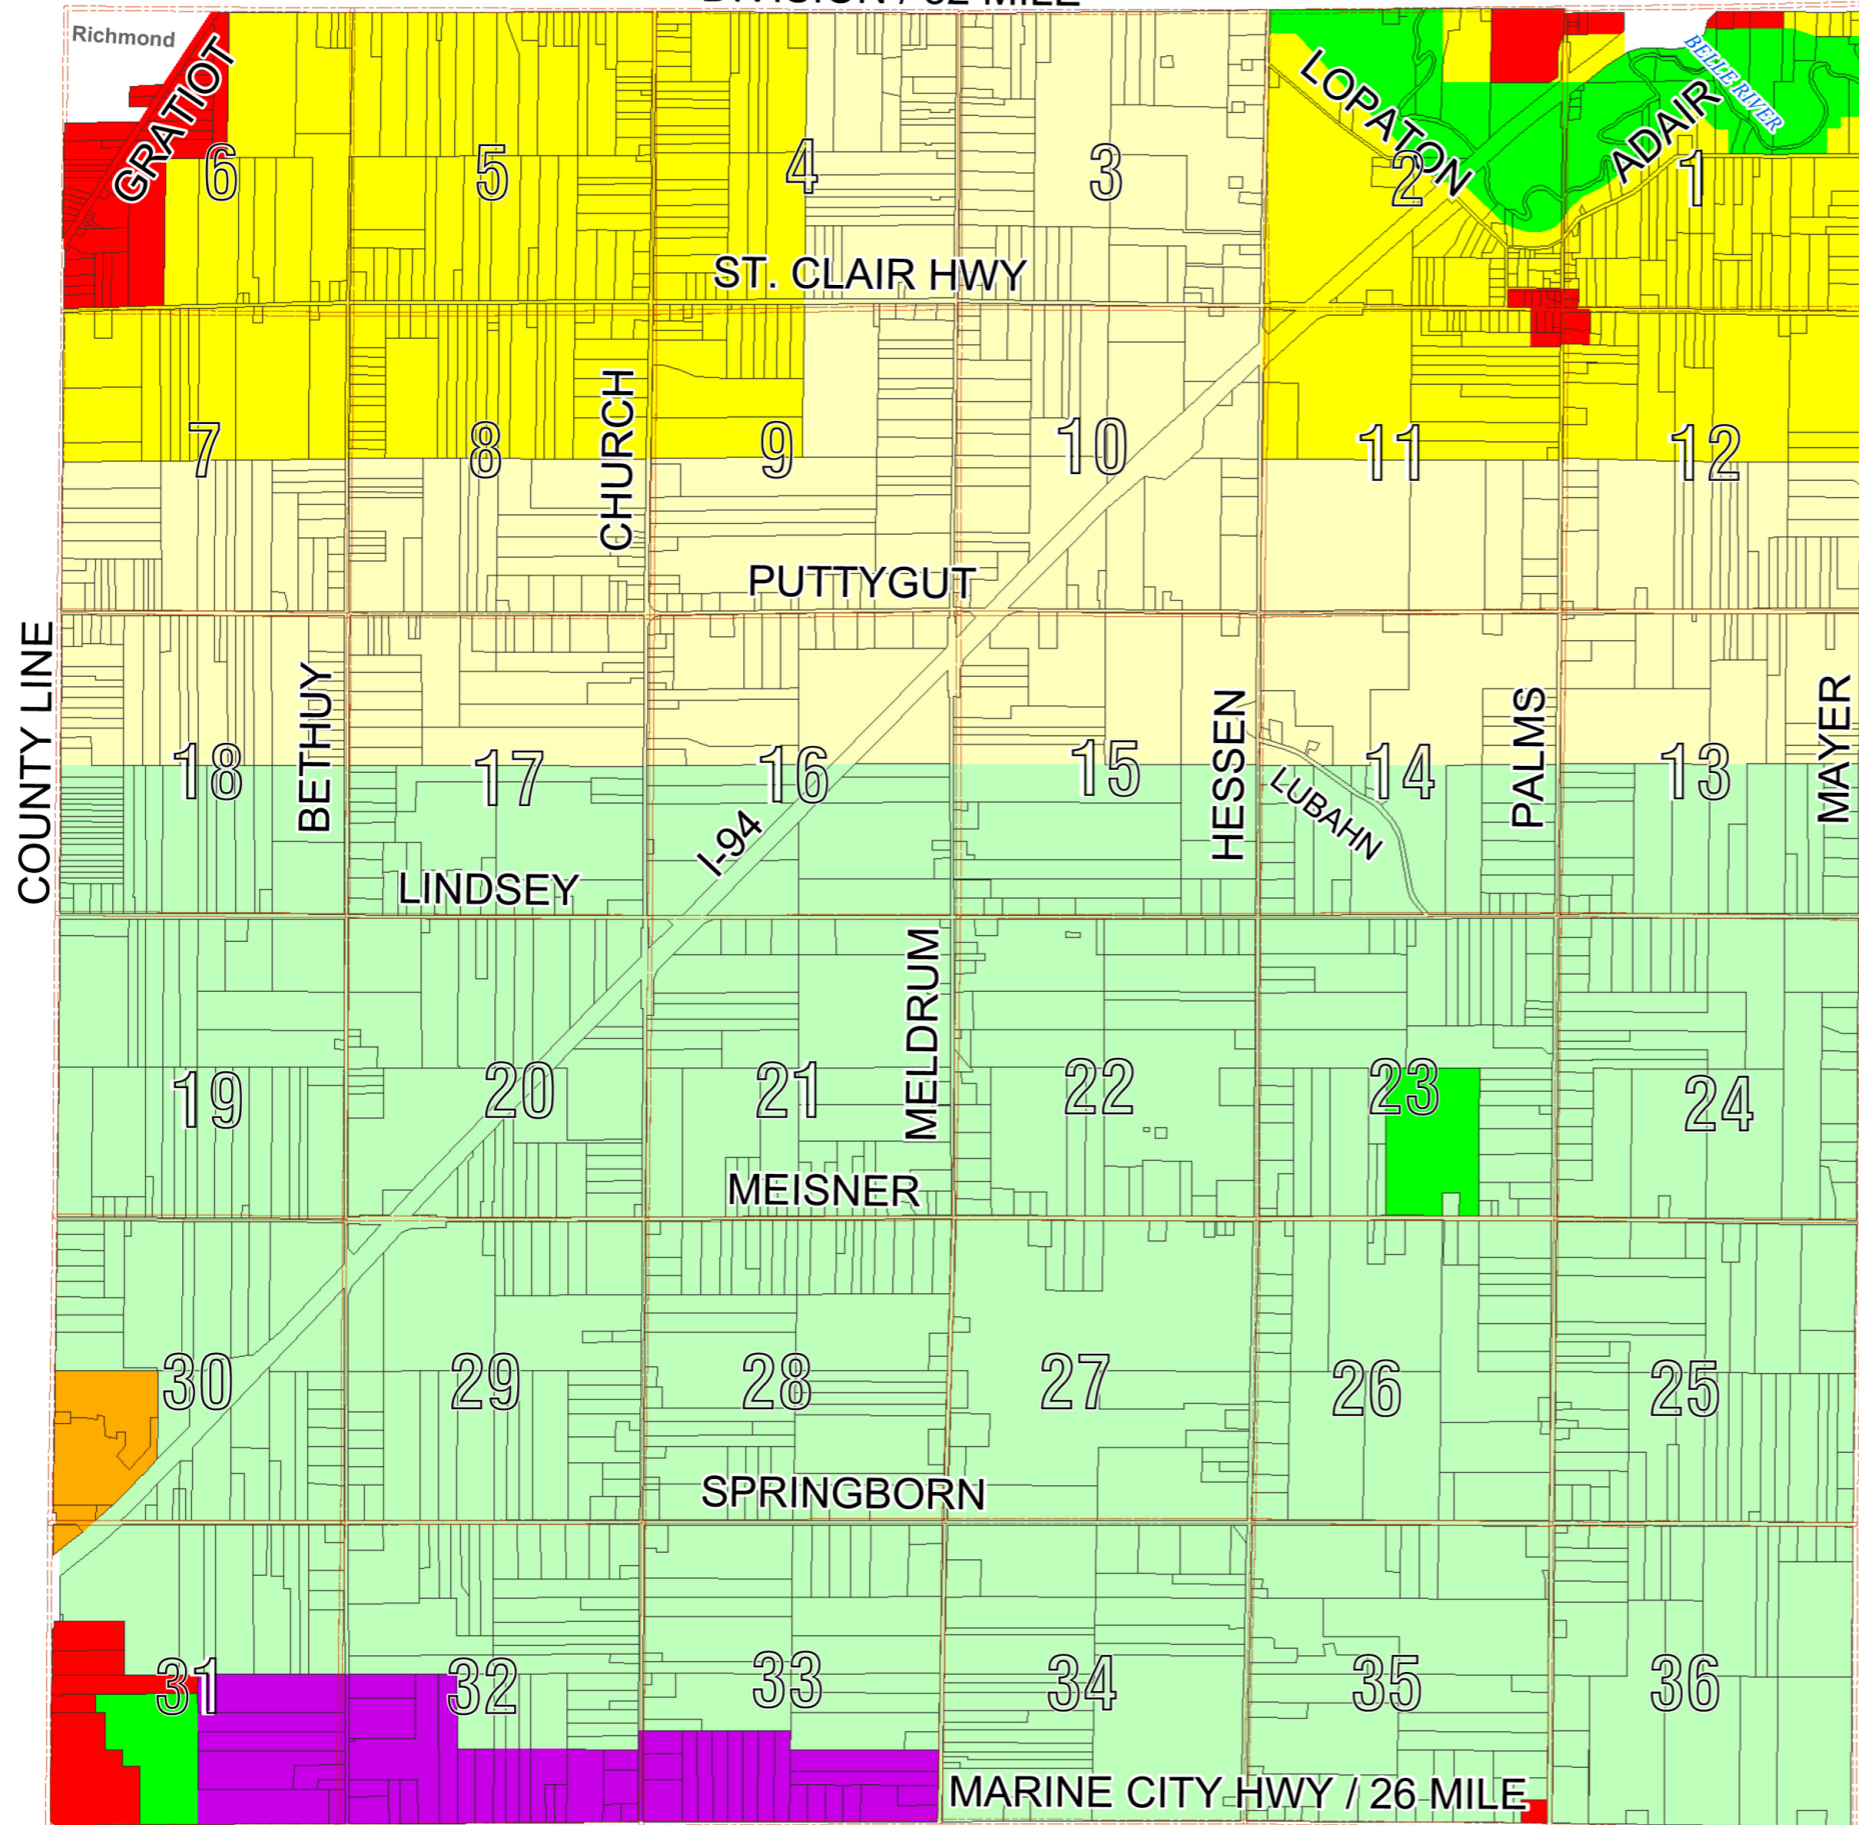 DIVISION / 32 MILE
Richmond
GRATIOT
LOPATON
BELLE RIVER
ADAIR
6
5
4
3
2
1
ST. CLAIR HWY
7
8
CHURCH
9
10
11
12
PUTTYGUT
COUNTY LINE
BETHUY
HESSEN
PALMS
MAYER
18
17
16
15
14
13
LUBAHN
I-94
LINDSEY
MELDRUM
19
20
21
22
23
24
MEISNER
30
29
28
27
26
25
SPRINGBORN
31
32
33
34
35
36
MARINE CITY HWY / 26 MILE